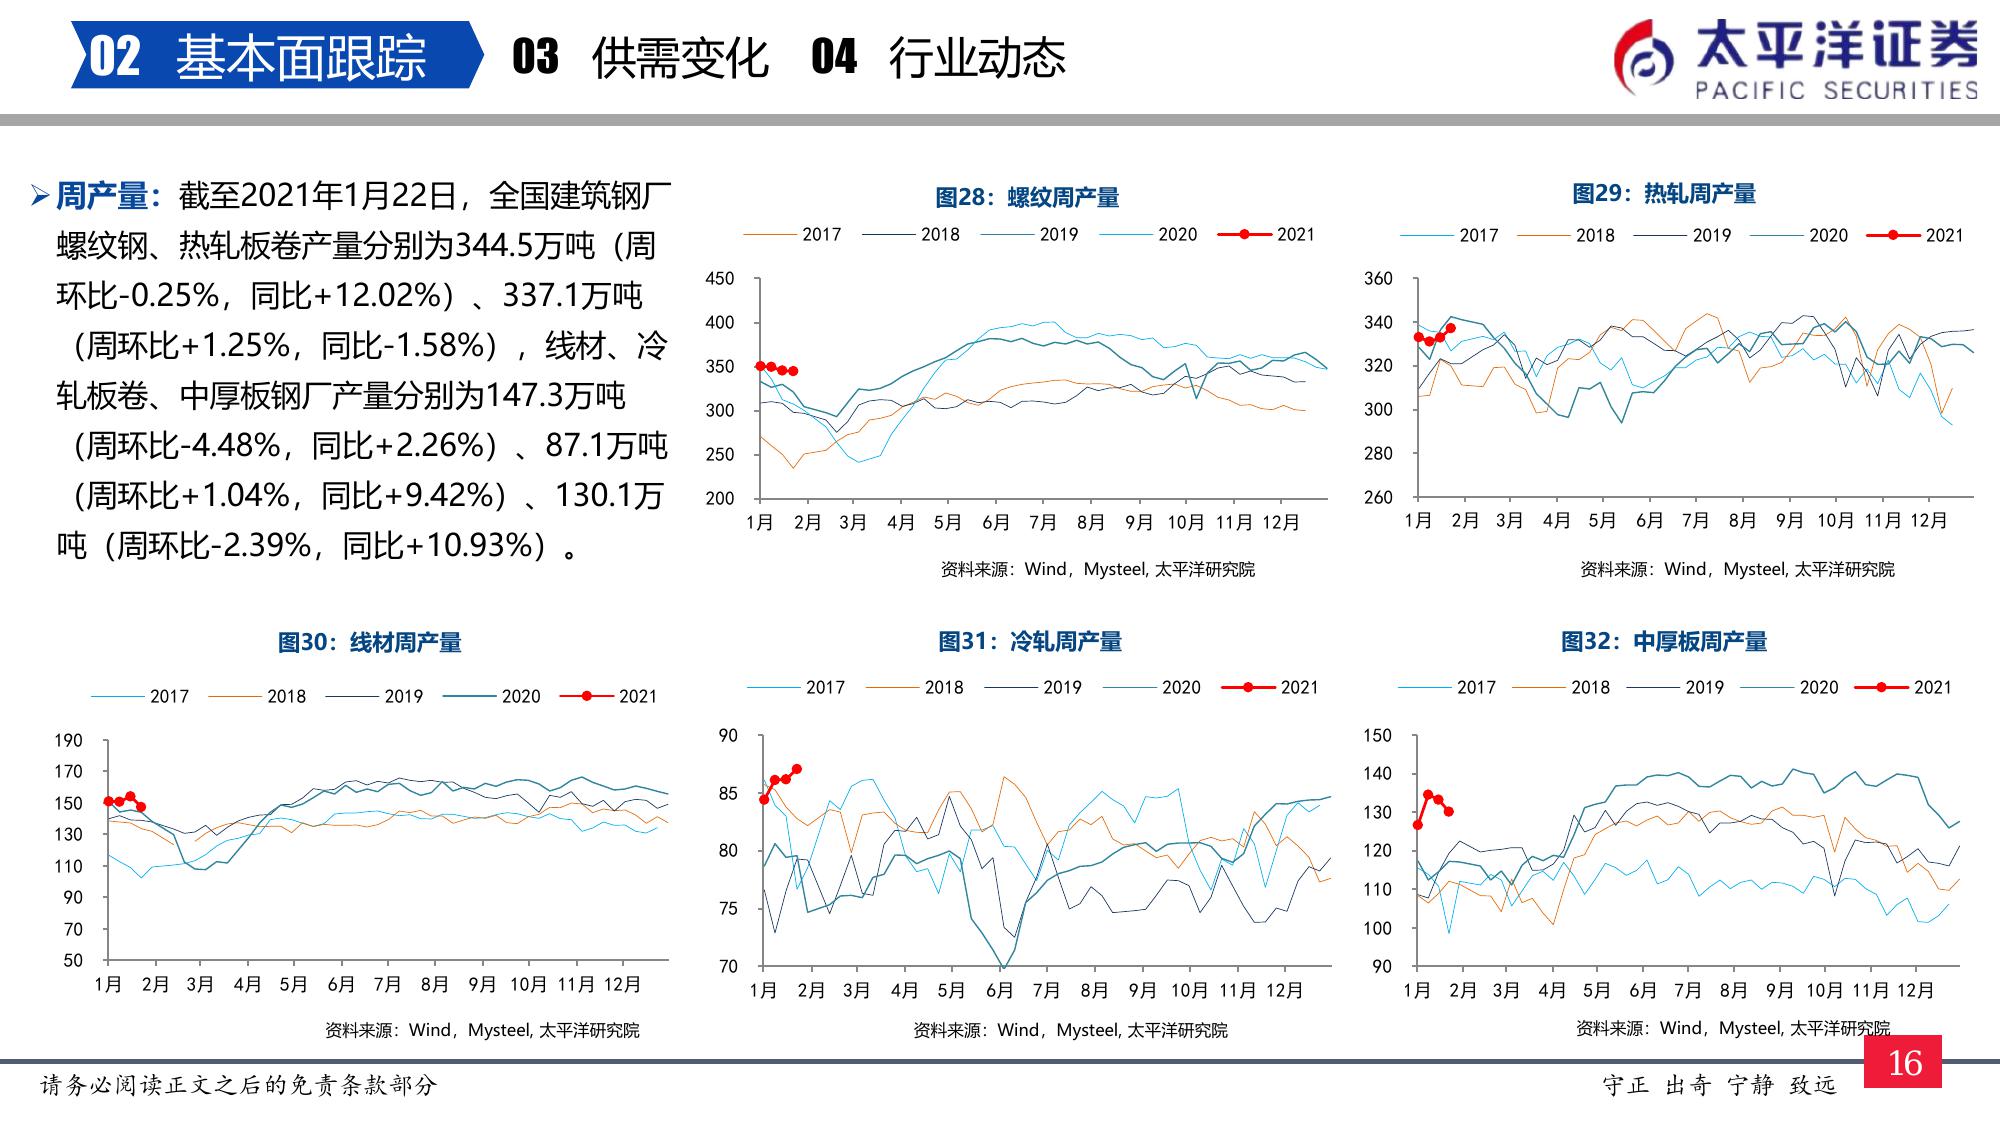 02 基本面跟踪 03 供需变化 04 行业动态
太平洋证券
PACIFIC SECURITIES
➢周产量：截至2021年1月22日，全国建筑钢厂
螺纹钢、热轧板卷产量分别为344.5万吨（周
环比-0.25%，同比+12.02%）、337.1万吨
（周环比+1.25%，同比-1.58%），线材、冷
轧板卷、中厚板钢厂产量分别为147.3万吨
（周环比-4.48%，同比+2.26%）、87.1万吨
（周环比+1.04%，同比+9.42%）、130.1万
吨（周环比-2.39%，同比+10.93%）。
图28：螺纹周产量
2017 2018 2019 2020 2021
450
400
350
300
250
200
1月 2月 3月 4月 5月 6月 7月 8月 9月 10月 11月 12月
资料来源：Wind，Mysteel, 太平洋研究院
图29：热轧周产量
2017 2018 2019 2020 2021
360
340
320
300
280
260
1月 2月 3月 4月 5月 6月 7月 8月 9月 10月 11月 12月
资料来源：Wind，Mysteel, 太平洋研究院
图30：线材周产量
2017 2018 2019 2020 2021
190
170
150
130
110
90
70
50
1月 2月 3月 4月 5月 6月 7月 8月 9月 10月 11月 12月
资料来源：Wind，Mysteel, 太平洋研究院
图31：冷轧周产量
2017 2018 2019 2020 2021
90
85
80
75
70
1月 2月 3月 4月 5月 6月 7月 8月 9月 10月 11月 12月
资料来源：Wind，Mysteel, 太平洋研究院
图32：中厚板周产量
2017 2018 2019 2020 2021
150
140
130
120
110
100
90
1月 2月 3月 4月 5月 6月 7月 8月 9月 10月 11月 12月
资料来源：Wind，Mysteel, 太平洋研究院
请务必阅读正文之后的免责条款部分
守正 出奇 宁静 致远
16